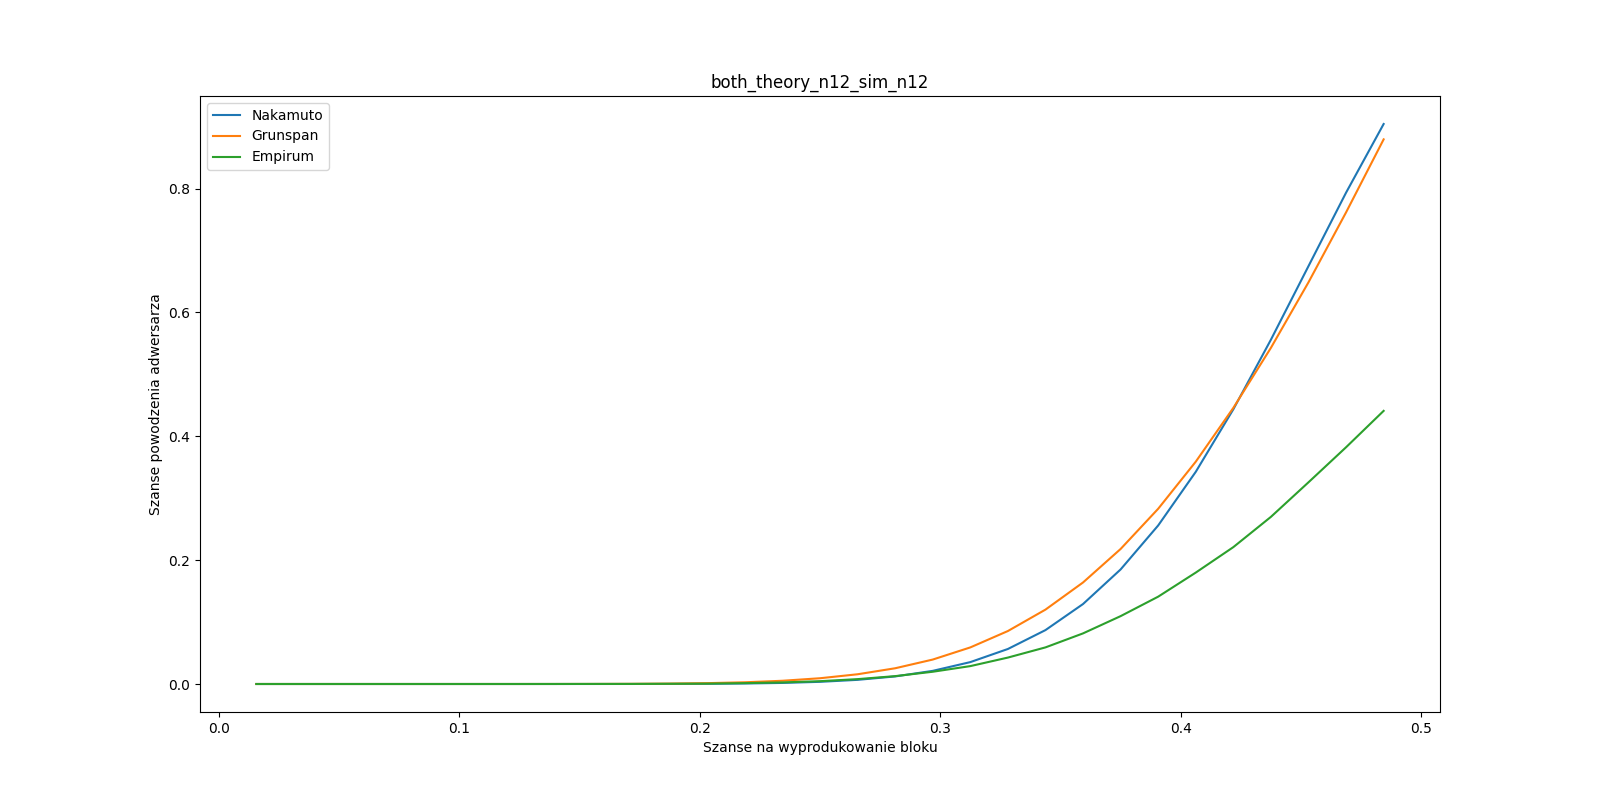 both_theory_n12_sim_n12
Nakamuto
Grunspan
Empirum
Szanse powodzenia adwersarza
0.8
0.6
0.4
0.2
0.0
0.0 0.1 0.2 0.3 0.4 0.5
Szanse na wyprodukowanie bloku